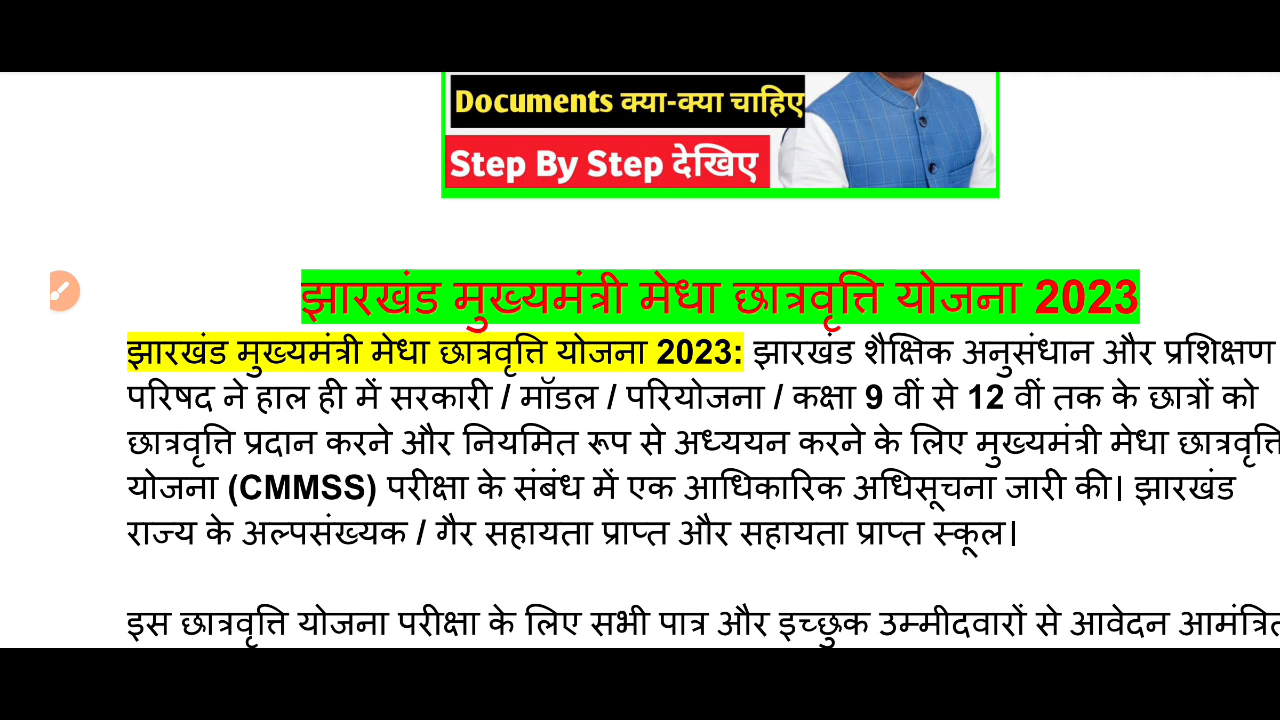 Documents क्या-क्या चाहिए
Step By Step देखिए
झारखंड मुख्यमंत्री मेधा छात्रवृत्ति योजना 2023
झारखंड मुख्यमंत्री मेधा छात्रवृत्ति योजना 2023: झारखंड शैक्षिक अनुसंधान और प्रशिक्षण
परिषद ने हाल ही में सरकारी / मॉडल / परियोजना / कक्षा 9 वीं से 12 वीं तक के छात्रों को
छात्रवृत्ति प्रदान करने और नियमित रूप से अध्ययन करने के लिए मुख्यमंत्री मेधा छात्रवृत्ति
योजना (CMMSS) परीक्षा के संबंध में एक आधिकारिक अधिसूचना जारी की। झारखंड
राज्य के अल्पसंख्यक / गैर सहायता प्राप्त और सहायता प्राप्त स्कूल।
इस छात्रवृत्ति योजना परीक्षा के लिए सभी पात्र और इच्छुक उम्मीदवारों से आवेदन आमंत्रित